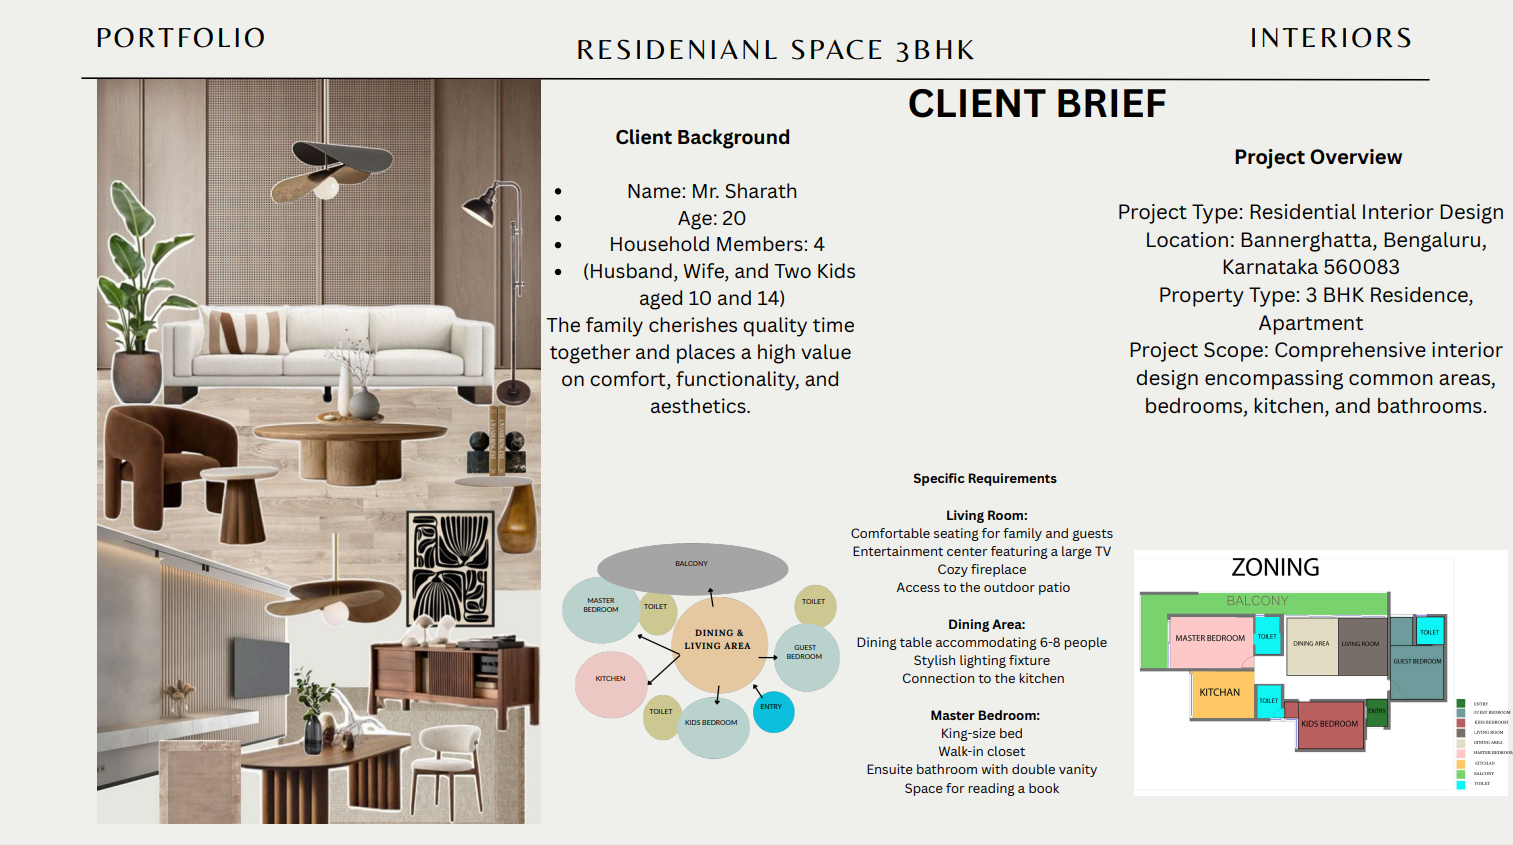 PORTFOLIO
RESIDENIANL SPACE 3BHK
INTERIORS
CLIENT BRIEF
Client Background
• Name: Mr. Sharath
• Age: 20
• Household Members: 4
• (Husband, Wife, and Two Kids
aged 10 and 14)
The family cherishes quality time
together and places a high value
on comfort, functionality, and
aesthetics.
Project Overview
Project Type: Residential Interior Design
Location: Bannerghatta, Bengaluru,
Karnataka 560083
Property Type: 3 BHK Residence,
Apartment
Project Scope: Comprehensive interior
design encompassing common areas,
bedrooms, kitchen, and bathrooms.
Specific Requirements
Living Room:
Comfortable seating for family and guests
Entertainment center featuring a large TV
Cozy fireplace
Access to the outdoor patio
Dining Area:
Dining table accommodating 6-8 people
Stylish lighting fixture
Connection to the kitchen
Master Bedroom:
King-size bed
Walk-in closet
Ensuite bathroom with double vanity
Space for reading a book
BALCONY
MASTER
BEDROOM
TOILET
TOILET
DINING &
LIVING AREA
GUEST
BEDROOM
KITCHEN
TOILET
KIDS BEDROOM
ENTRY
ZONING
BALCONY
MASTER BEDROOM
TOILET
DINING AREA
LIVING ROOM
TOILET
GUEST BEDROOM
KITCHAN
TOILET
KIDS BEDROOM
ENTRY
ENTRY
GUEST BEDROOM
KIDS BEDROOM
LIVING ROOM
DINING AREA
MASTER BEDROOM
KITCHAN
BALCONY
TOILET